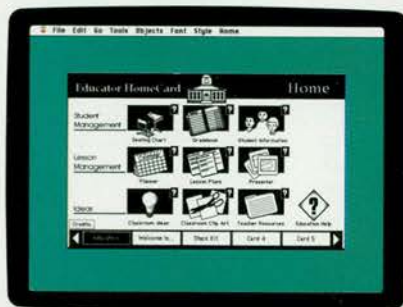 File Edit Go Tools Objects Font Style Home
Educator HomeCard Home
Student
Management
Seating Chart Gradebook Student Information
Lesson
Management
Planner Lesson Plans Presenter
Ideas
Classroom Ideas Classroom Clip Art Teacher Resources Education Help
Credits
Educators Welcome to... Stack Kit Card 4 Card 5